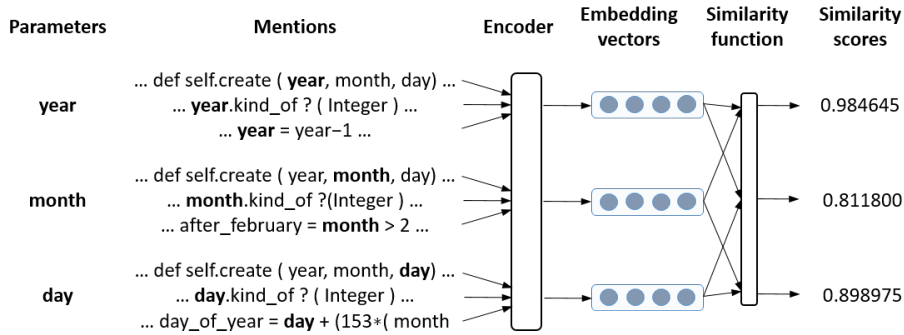 Parameters Mentions Encoder Embedding vectors Similarity function Similarity scores
... def self.create ( year, month, day) ...
year ... year.kind_of ? ( Integer ) ... 0.984645
... year = year−1 ...
... def self.create ( year, month, day) ...
month ... month.kind_of ?(Integer ) ... 0.811800
... after_february = month > 2 ...
... def self.create ( year, month, day) ...
day ... day.kind_of ? ( Integer ) ... 0.898975
... day_of_year = day + (153*( month